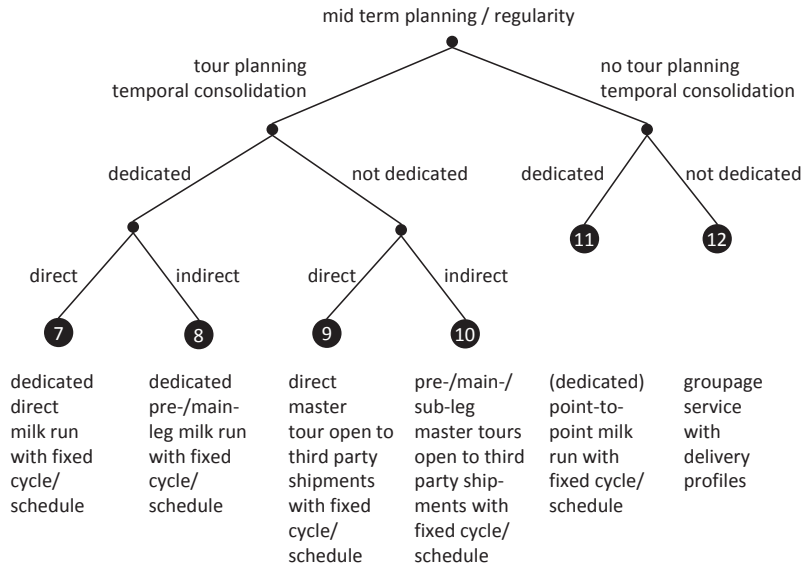 mid term planning / regularity
tour planning
temporal consolidation
no tour planning
temporal consolidation
dedicated
not dedicated
dedicated
not dedicated
11
12
direct
indirect
direct
indirect
7
8
9
10
dedicated
direct
milk run
with fixed
cycle/
schedule
dedicated
pre-/main-
leg milk run
with fixed
cycle/
schedule
direct
master
tour open to
third party
shipments
with fixed
cycle/
schedule
pre-/main-/
sub-leg
master tours
open to third
party ship-
ments with
fixed cycle/
schedule
(dedicated)
point-to-
point milk
run with
fixed cycle/
schedule
groupage
service
with
delivery
profiles